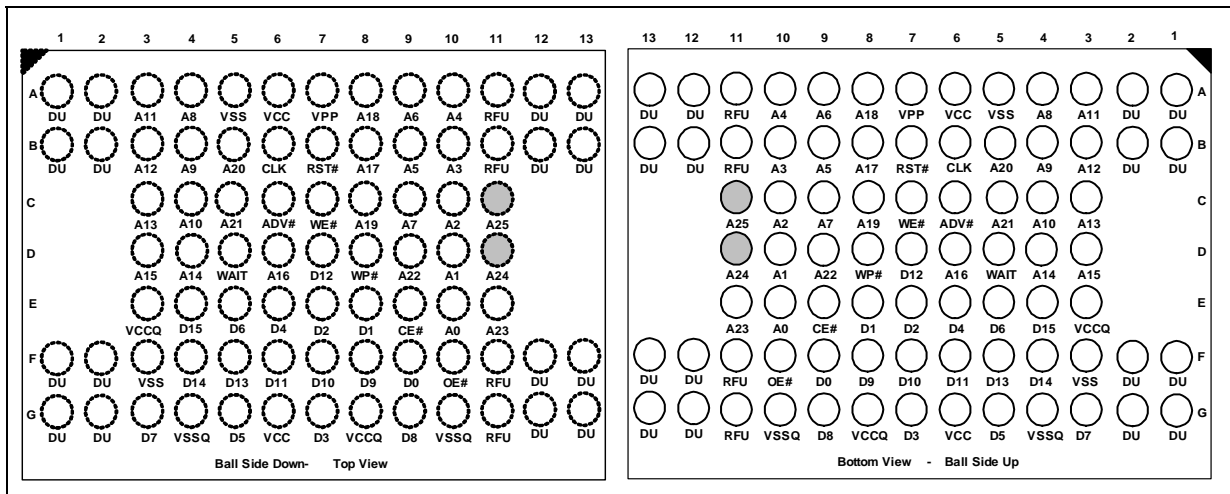 1 2 3 4 5 6 7 8 9 10 11 12 13
A
DU DU A11 A8 VSS VCC VPP A18 A6 A4 RFU DU DU
B
DU DU A12 A9 A20 CLK RST# A17 A5 A3 RFU DU DU
C
A13 A10 A21 ADV# WE# A19 A7 A2 A25
D
A15 A14 WAIT A16 D12 WP# A22 A1 A24
E
VCCQ D15 D6 D4 D2 D1 CE# A0 A23
F
DU DU VSS D14 D13 D11 D10 D9 D0 OE# RFU DU DU
G
DU DU D7 VSSQ D5 VCC D3 VCCQ D8 VSSQ RFU DU DU
Ball Side Down- Top View
13 12 11 10 9 8 7 6 5 4 3 2 1
A
DU DU RFU A4 A6 A18 VPP VCC VSS A8 A11 DU DU
B
DU DU RFU A3 A5 A17 RST# CLK A20 A9 A12 DU DU
C
A25 A2 A7 A19 WE# ADV# A21 A10 A13
D
A24 A1 A22 WP# D12 A16 WAIT A14 A15
E
A23 A0 CE# D1 D2 D4 D6 D15 VCCQ
F
DU DU RFU OE# D0 D9 D10 D11 D13 D14 VSS DU DU
G
DU DU RFU VSSQ D8 VCCQ D3 VCC D5 VSSQ D7 DU DU
Bottom View - Ball Side Up